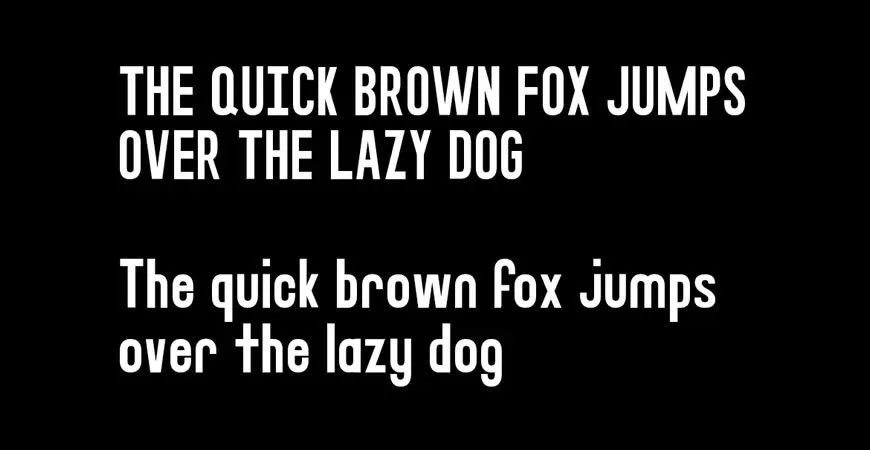 THE QUICK BROWN FOX JUMPS
OVER THE LAZY DOG
The quick brown fox jumps
over the lazy dog